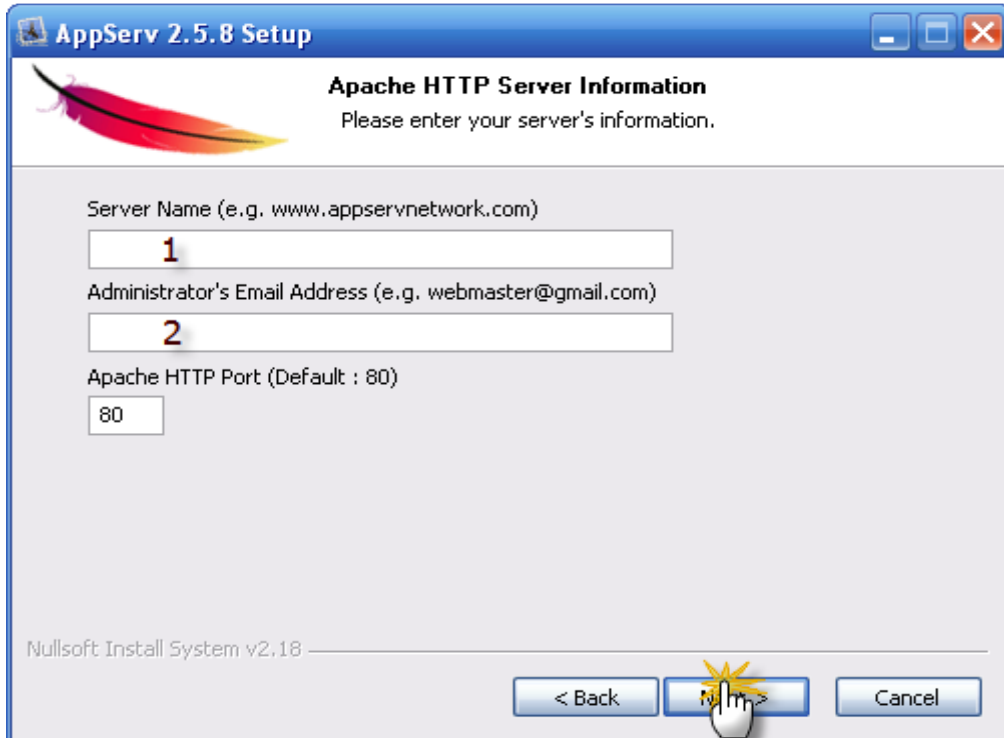 AppServ 2.5.8 Setup
Apache HTTP Server Information
Please enter your server's information.
Server Name (e.g. www.appservnetwork.com)
1
Administrator's Email Address (e.g. webmaster@gmail.com)
2
Apache HTTP Port (Default : 80)
80
Nullsoft Install System v2.18
< Back
Cancel